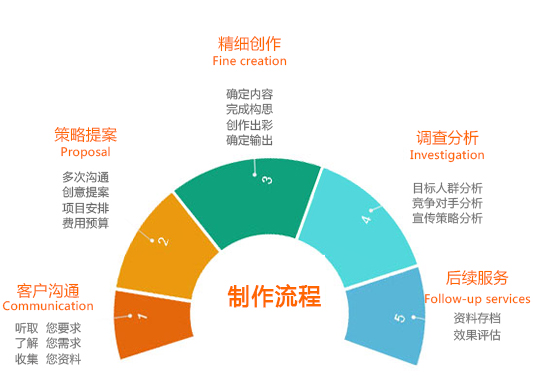 精细创作
Fine creation
确定内容
完成构思
创作出彩
确定输出
策略提案
Proposal
多次沟通
创意提案
项目安排
费用预算
调查分析
Investigation
目标人群分析
竞争对手分析
宣传策略分析
客户沟通
Communication
听取 您要求
了解 您需求
收集 您资料
后续服务
Follow-up services
资料存档
效果评估
制作流程
1
2
3
4
5